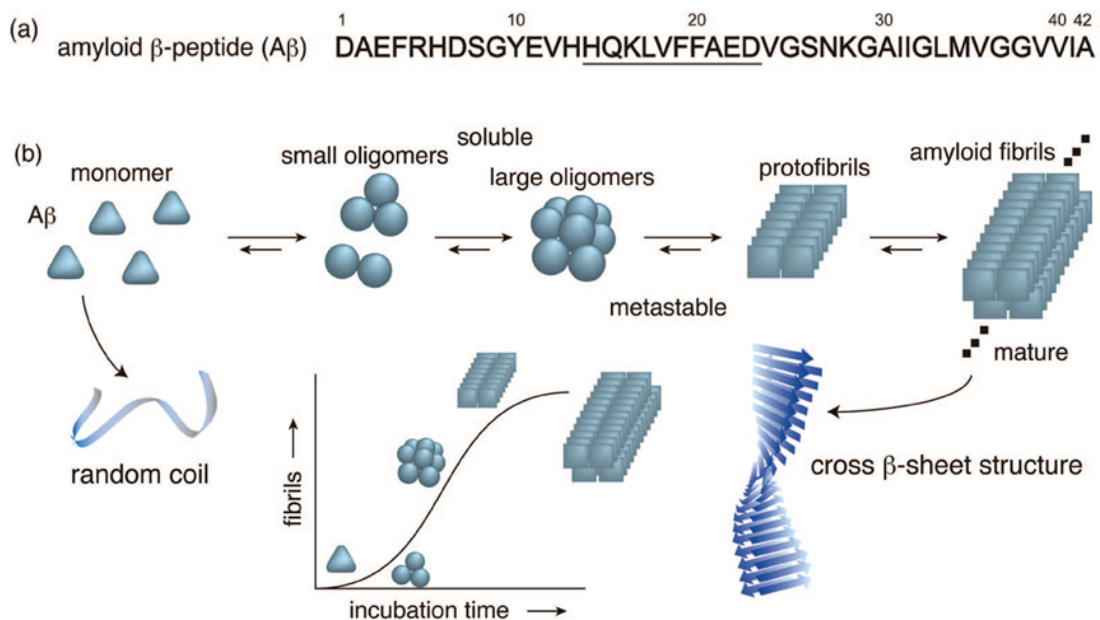 1 10 20 30 40 42
(a) amyloid β-peptide (Aβ) DAEFRHDSGYEVHHQKLVFFAEDVGSNKGAIIGLMVGGVVIA
(b)
monomer
small oligomers
soluble
large oligomers
protofibrils
amyloid fibrils
Aβ
metastable
mature
random coil
cross β-sheet structure
fibrils
incubation time